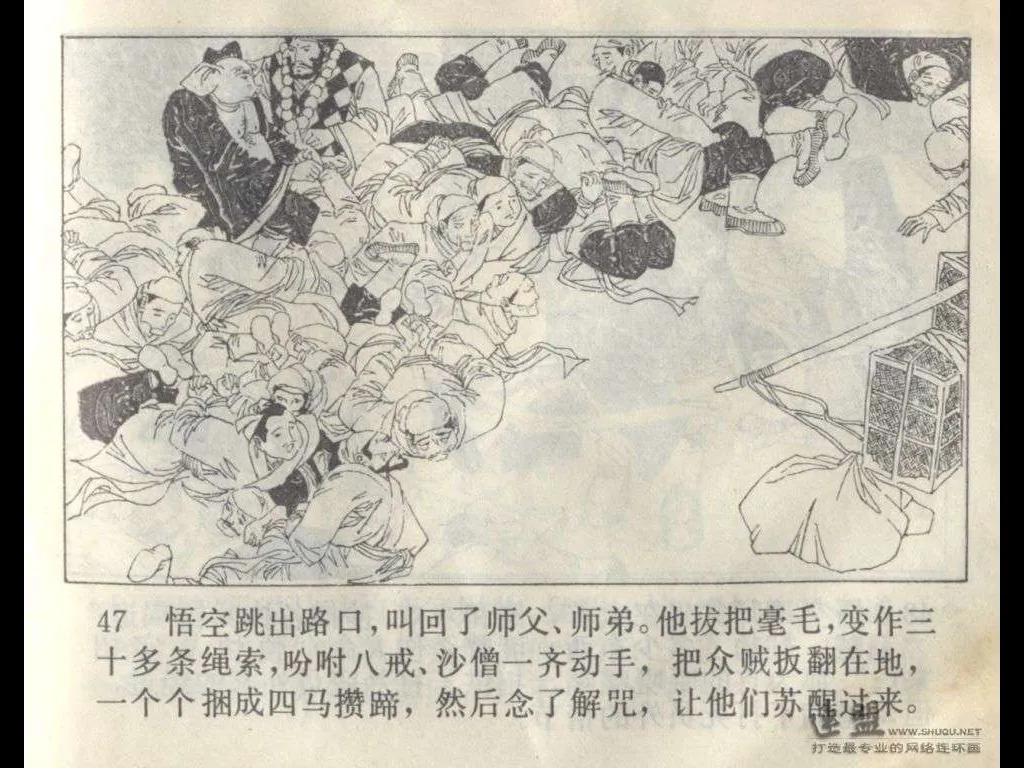 47 悟空跳出路口，叫回了师父、师弟。他拔把毫毛，变作三
十多条绳索，吩咐八戒、沙僧一齐动手，把众贼扳翻在地，
一个个捆成四马攒蹄，然后念了解咒，让他们苏醒过来。
连盟 WWW.SHUQU.NET
打造最专业的网络连环画